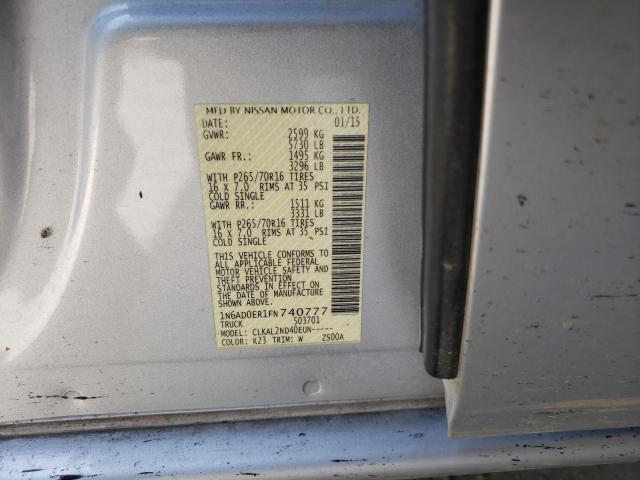 MFD BY NISSAN MOTOR CO., LTD.
DATE: 01/15
GVWR: 2599 KG
5730 LB
GAWR FR.: 1495 KG
3296 LB
WITH P265/70R16 TIRES
16 X 7.0 RIMS AT 35 PSI
COLD SINGLE
GAWR RR.: 1511 KG
3331 LB
WITH P265/70R16 TIRES
16 X 7.0 RIMS AT 35 PSI
COLD SINGLE
THIS VEHICLE CONFORMS TO
ALL APPLICABLE FEDERAL
MOTOR VEHICLE SAFETY AND
THEFT PREVENTION
STANDARDS IN EFFECT ON
THE DATE OF MANUFACTURE
SHOWN ABOVE.
1N6AD0ER1FN740777
TRUCK 503701
MODEL: CLKAL2ND40EUN-----
COLOR: K23 TRIM: W ZS00A